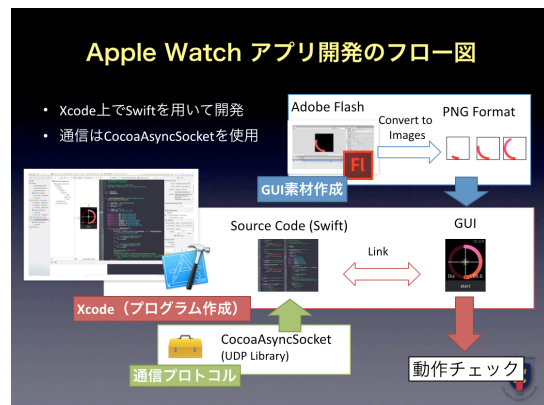 Apple Watch アプリ開発のフロー図
• Xcode上でSwiftを用いて開発
• 通信はCocoaAsyncSocketを使用
Adobe Flash
Convert to
Images
PNG Format
Fl
GUI素材作成
Source Code (Swift)
GUI
Link
start
Xcode（プログラム作成）
CocoaAsyncSocket
(UDP Library)
通信プロトコル
動作チェック